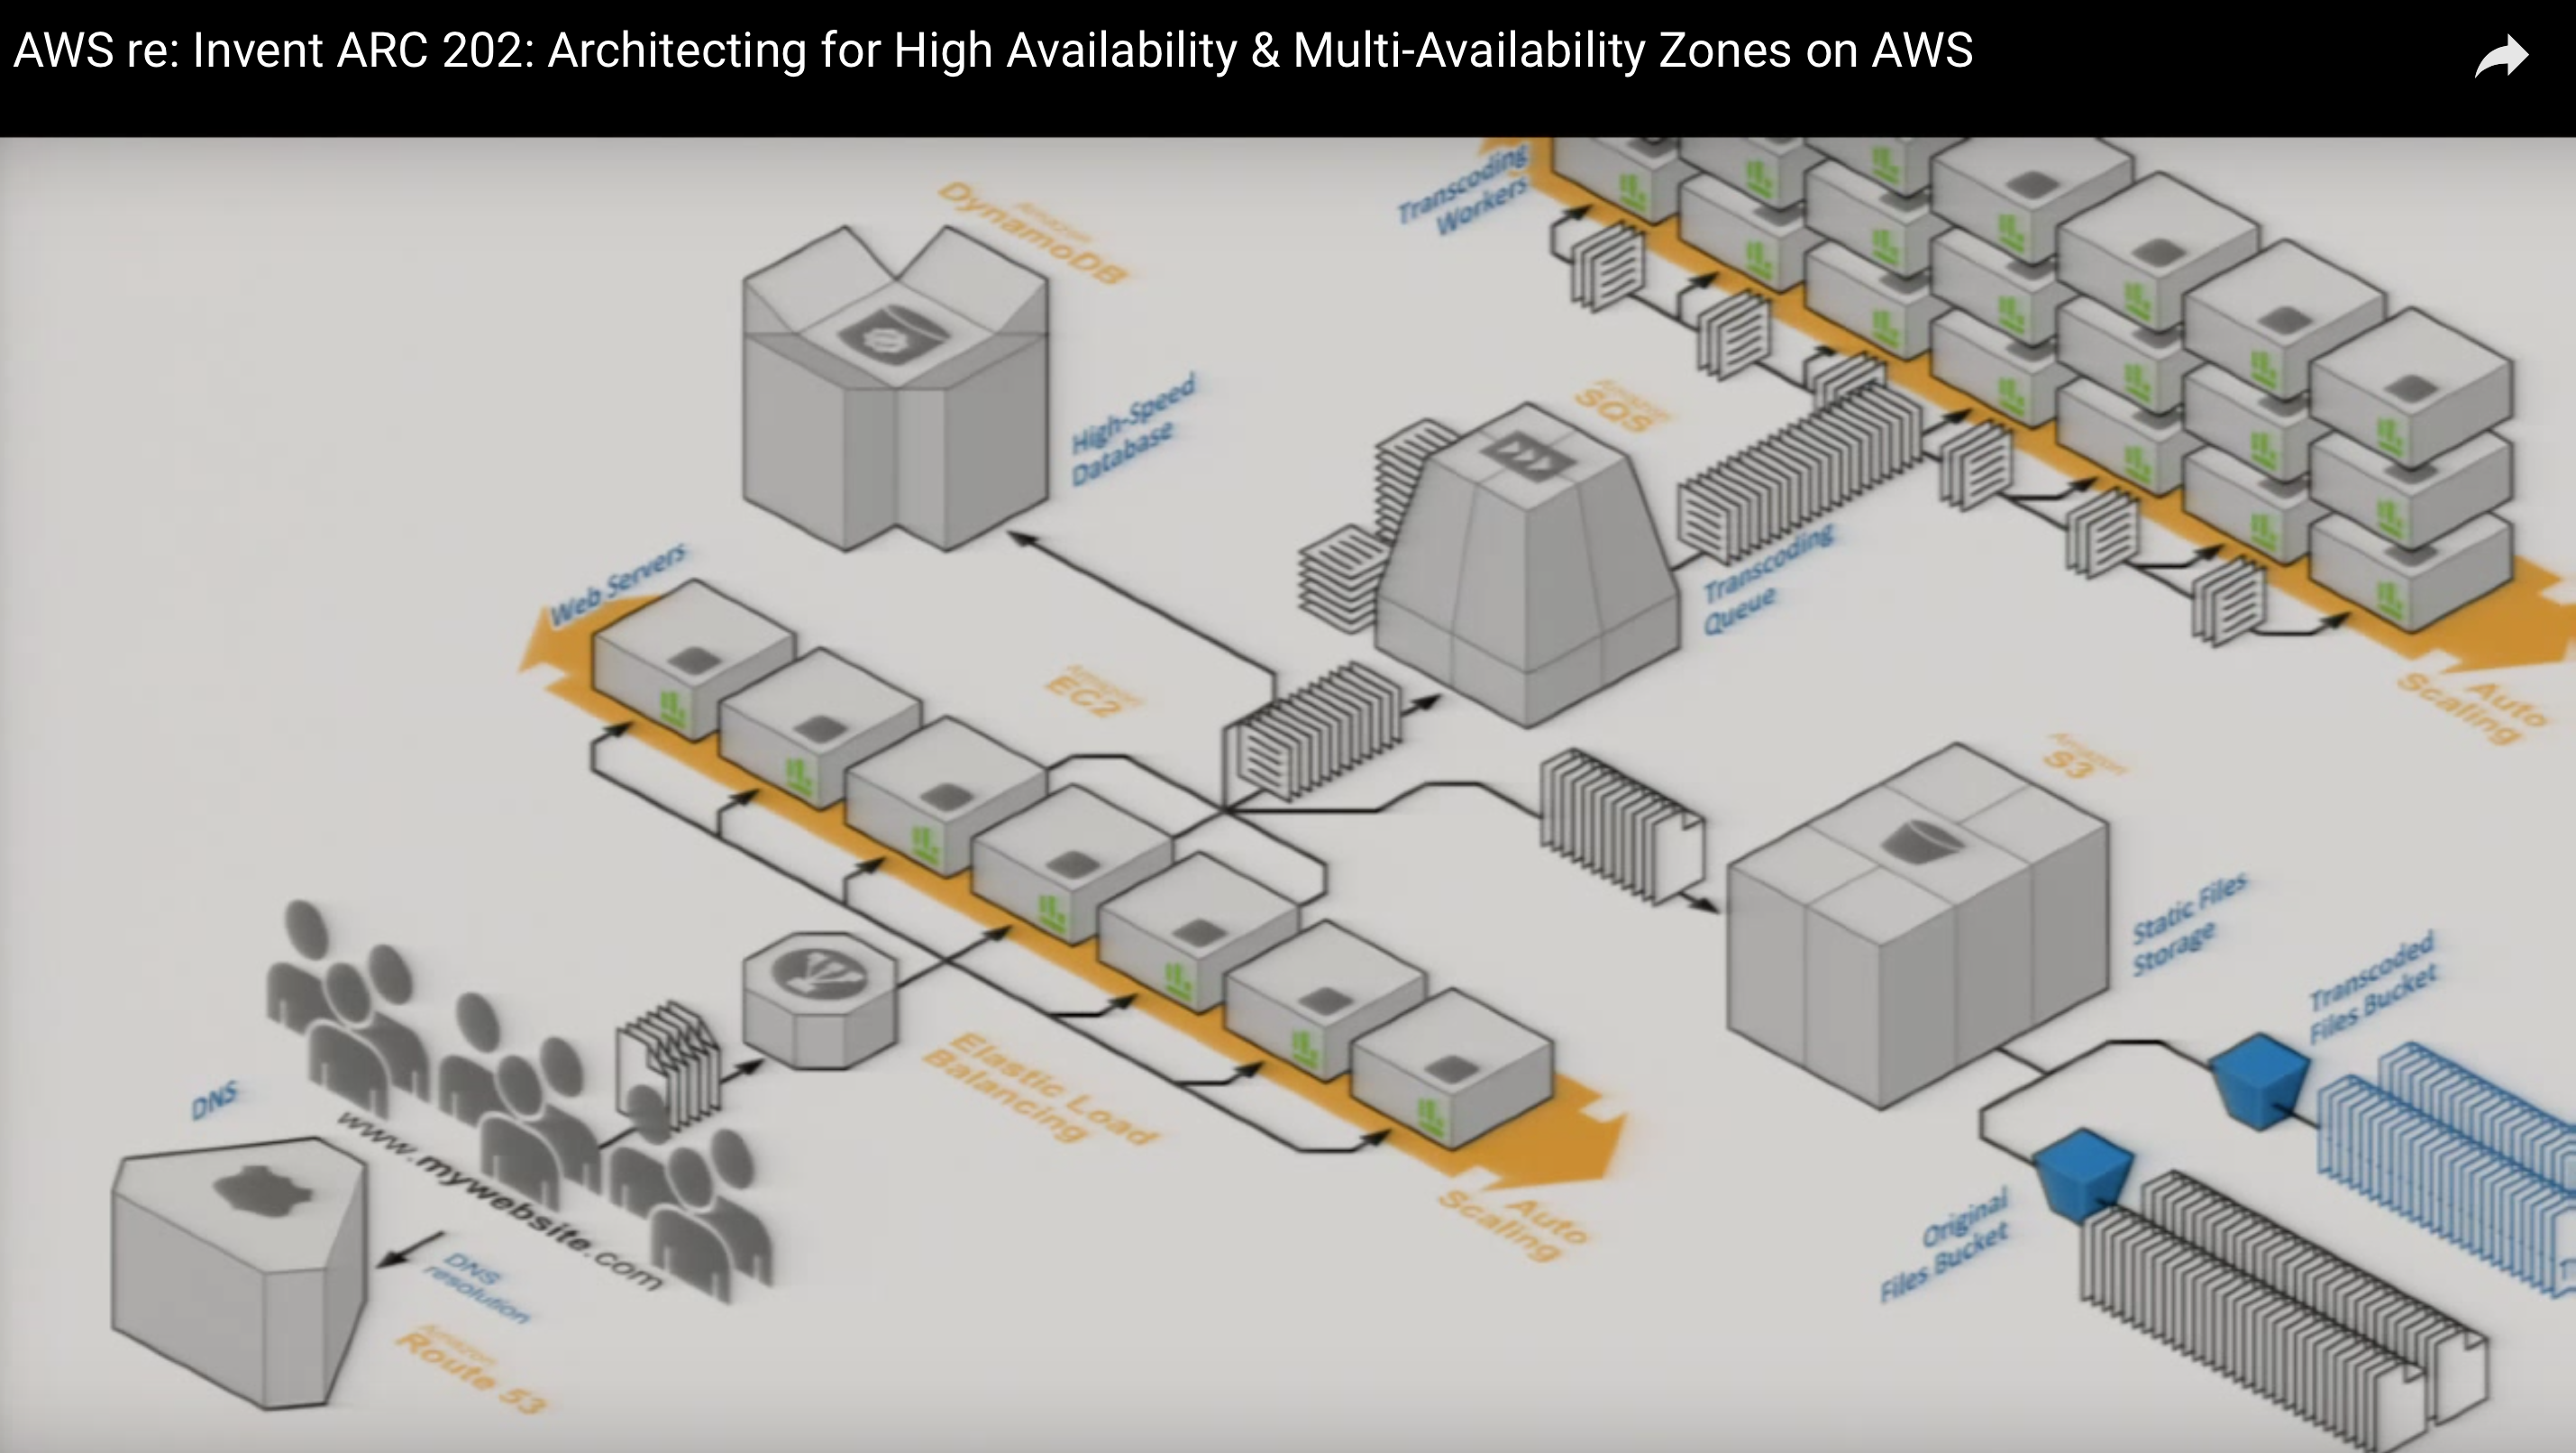 AWS re: Invent ARC 202: Architecting for High Availability & Multi-Availability Zones on AWS
Transcoding
Workers
Amazon
DynamoDB
High-Speed
Database
Amazon
SQS
Transcoding
Queue
Auto
Scaling
Web Servers
Amazon
EC2
Amazon
S3
Static Files
Storage
Transcoded
Files Bucket
Original
Files Bucket
Elastic Load
Balancing
Auto
Scaling
DNS
www.mywebsite.com
DNS
resolution
Amazon
Route 53